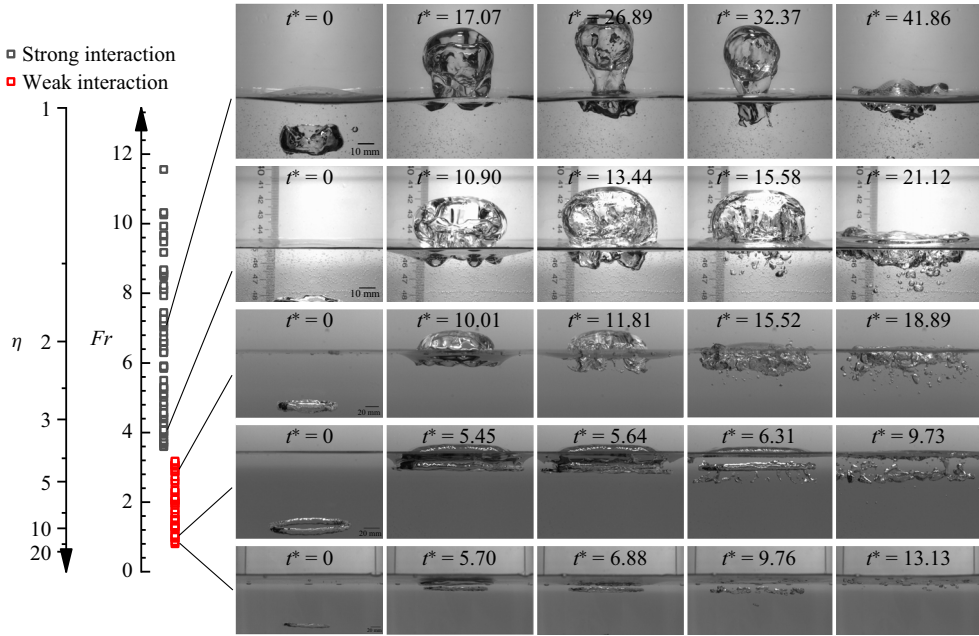 Strong interaction
Weak interaction
η
1
2
3
5
10
20
Fr
12
10
8
6
4
2
0
t* = 0
t* = 17.07
t* = 26.89
t* = 32.37
t* = 41.86
10 mm
t* = 0
t* = 10.90
t* = 13.44
t* = 15.58
t* = 21.12
10 mm
t* = 0
t* = 10.01
t* = 11.81
t* = 15.52
t* = 18.89
20 mm
t* = 0
t* = 5.45
t* = 5.64
t* = 6.31
t* = 9.73
20 mm
t* = 0
t* = 5.70
t* = 6.88
t* = 9.76
t* = 13.13
20 mm